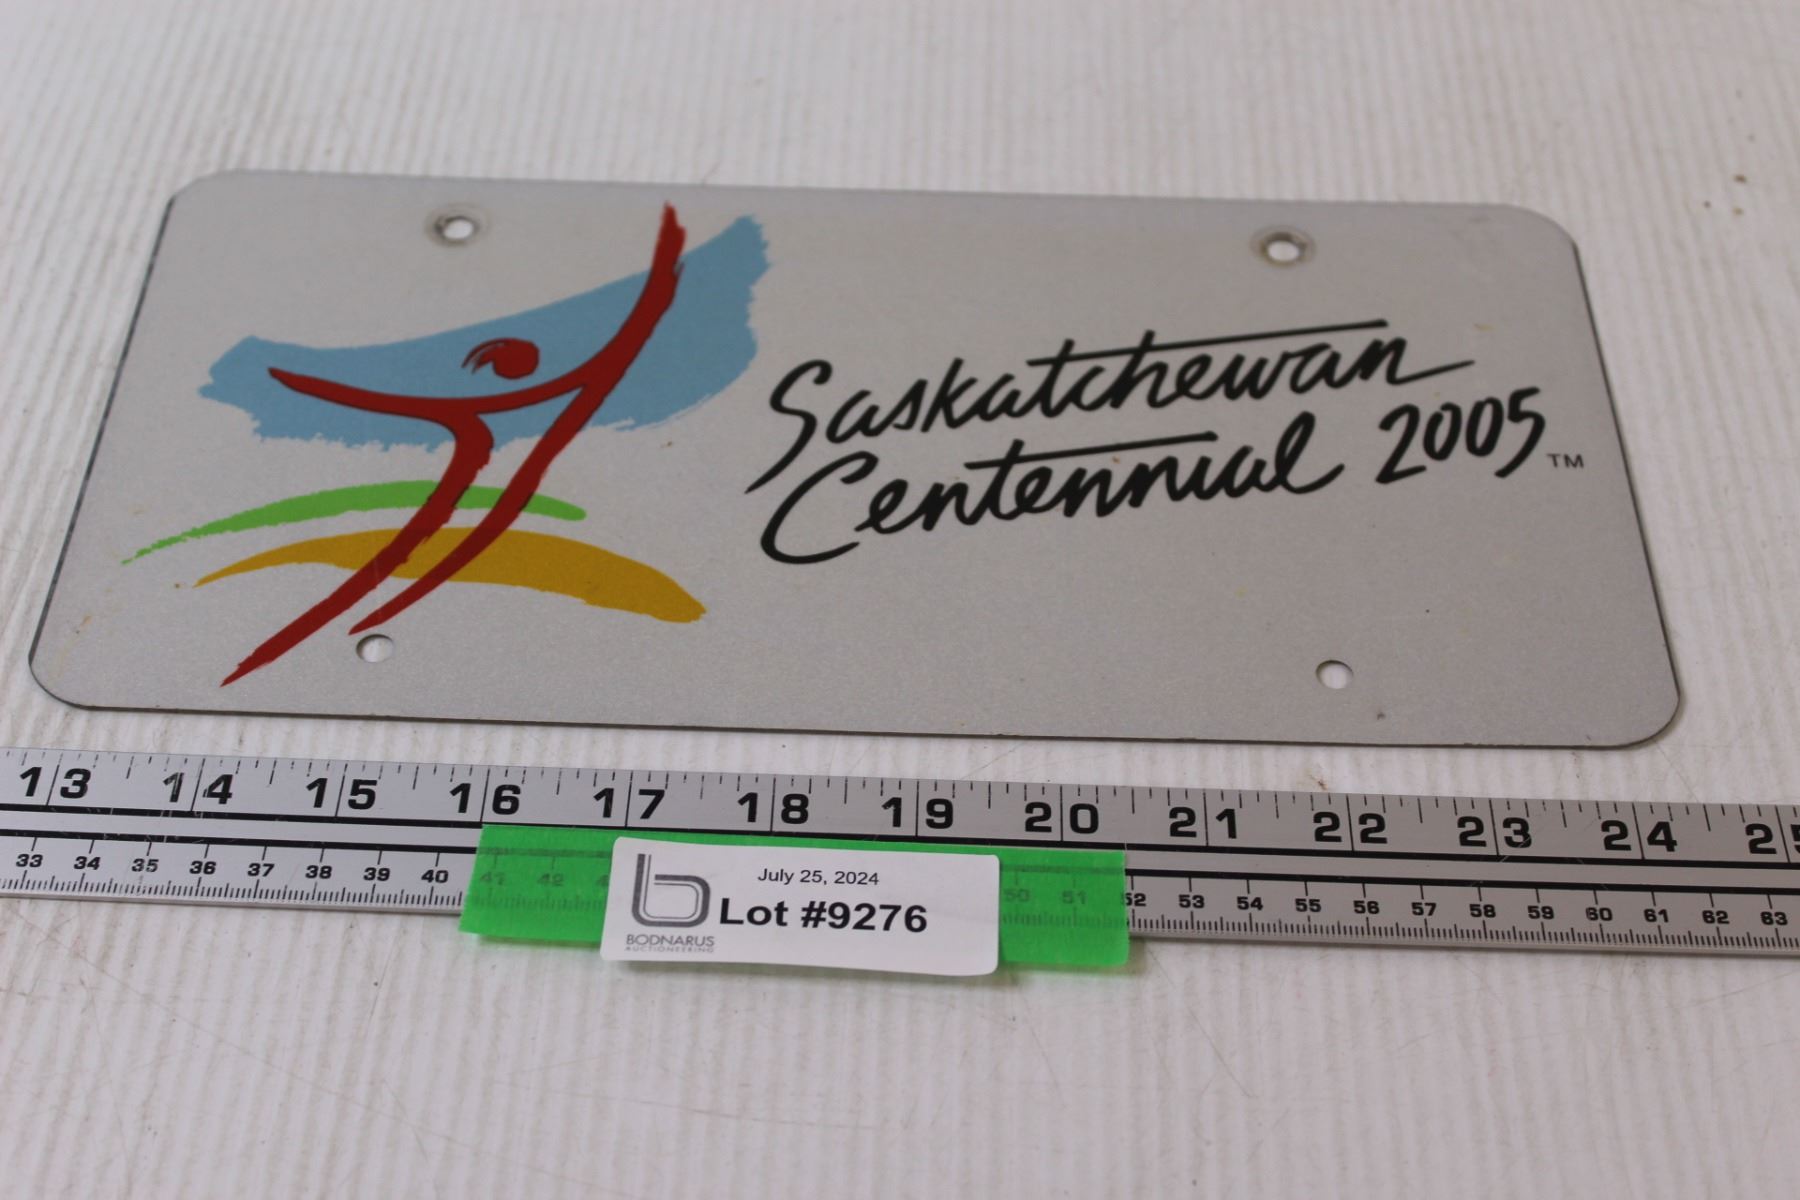 Saskatchewan
Centennial 2005 ™
13 14 15 16 17 18 19 20 21 22 23 24 25
33 34 35 36 37 38 39 40 41 42 4 50 51 52 53 54 55 56 57 58 59 60 61 62 63
July 25, 2024
Lot #9276
BODNARUS
AUCTIONEERING